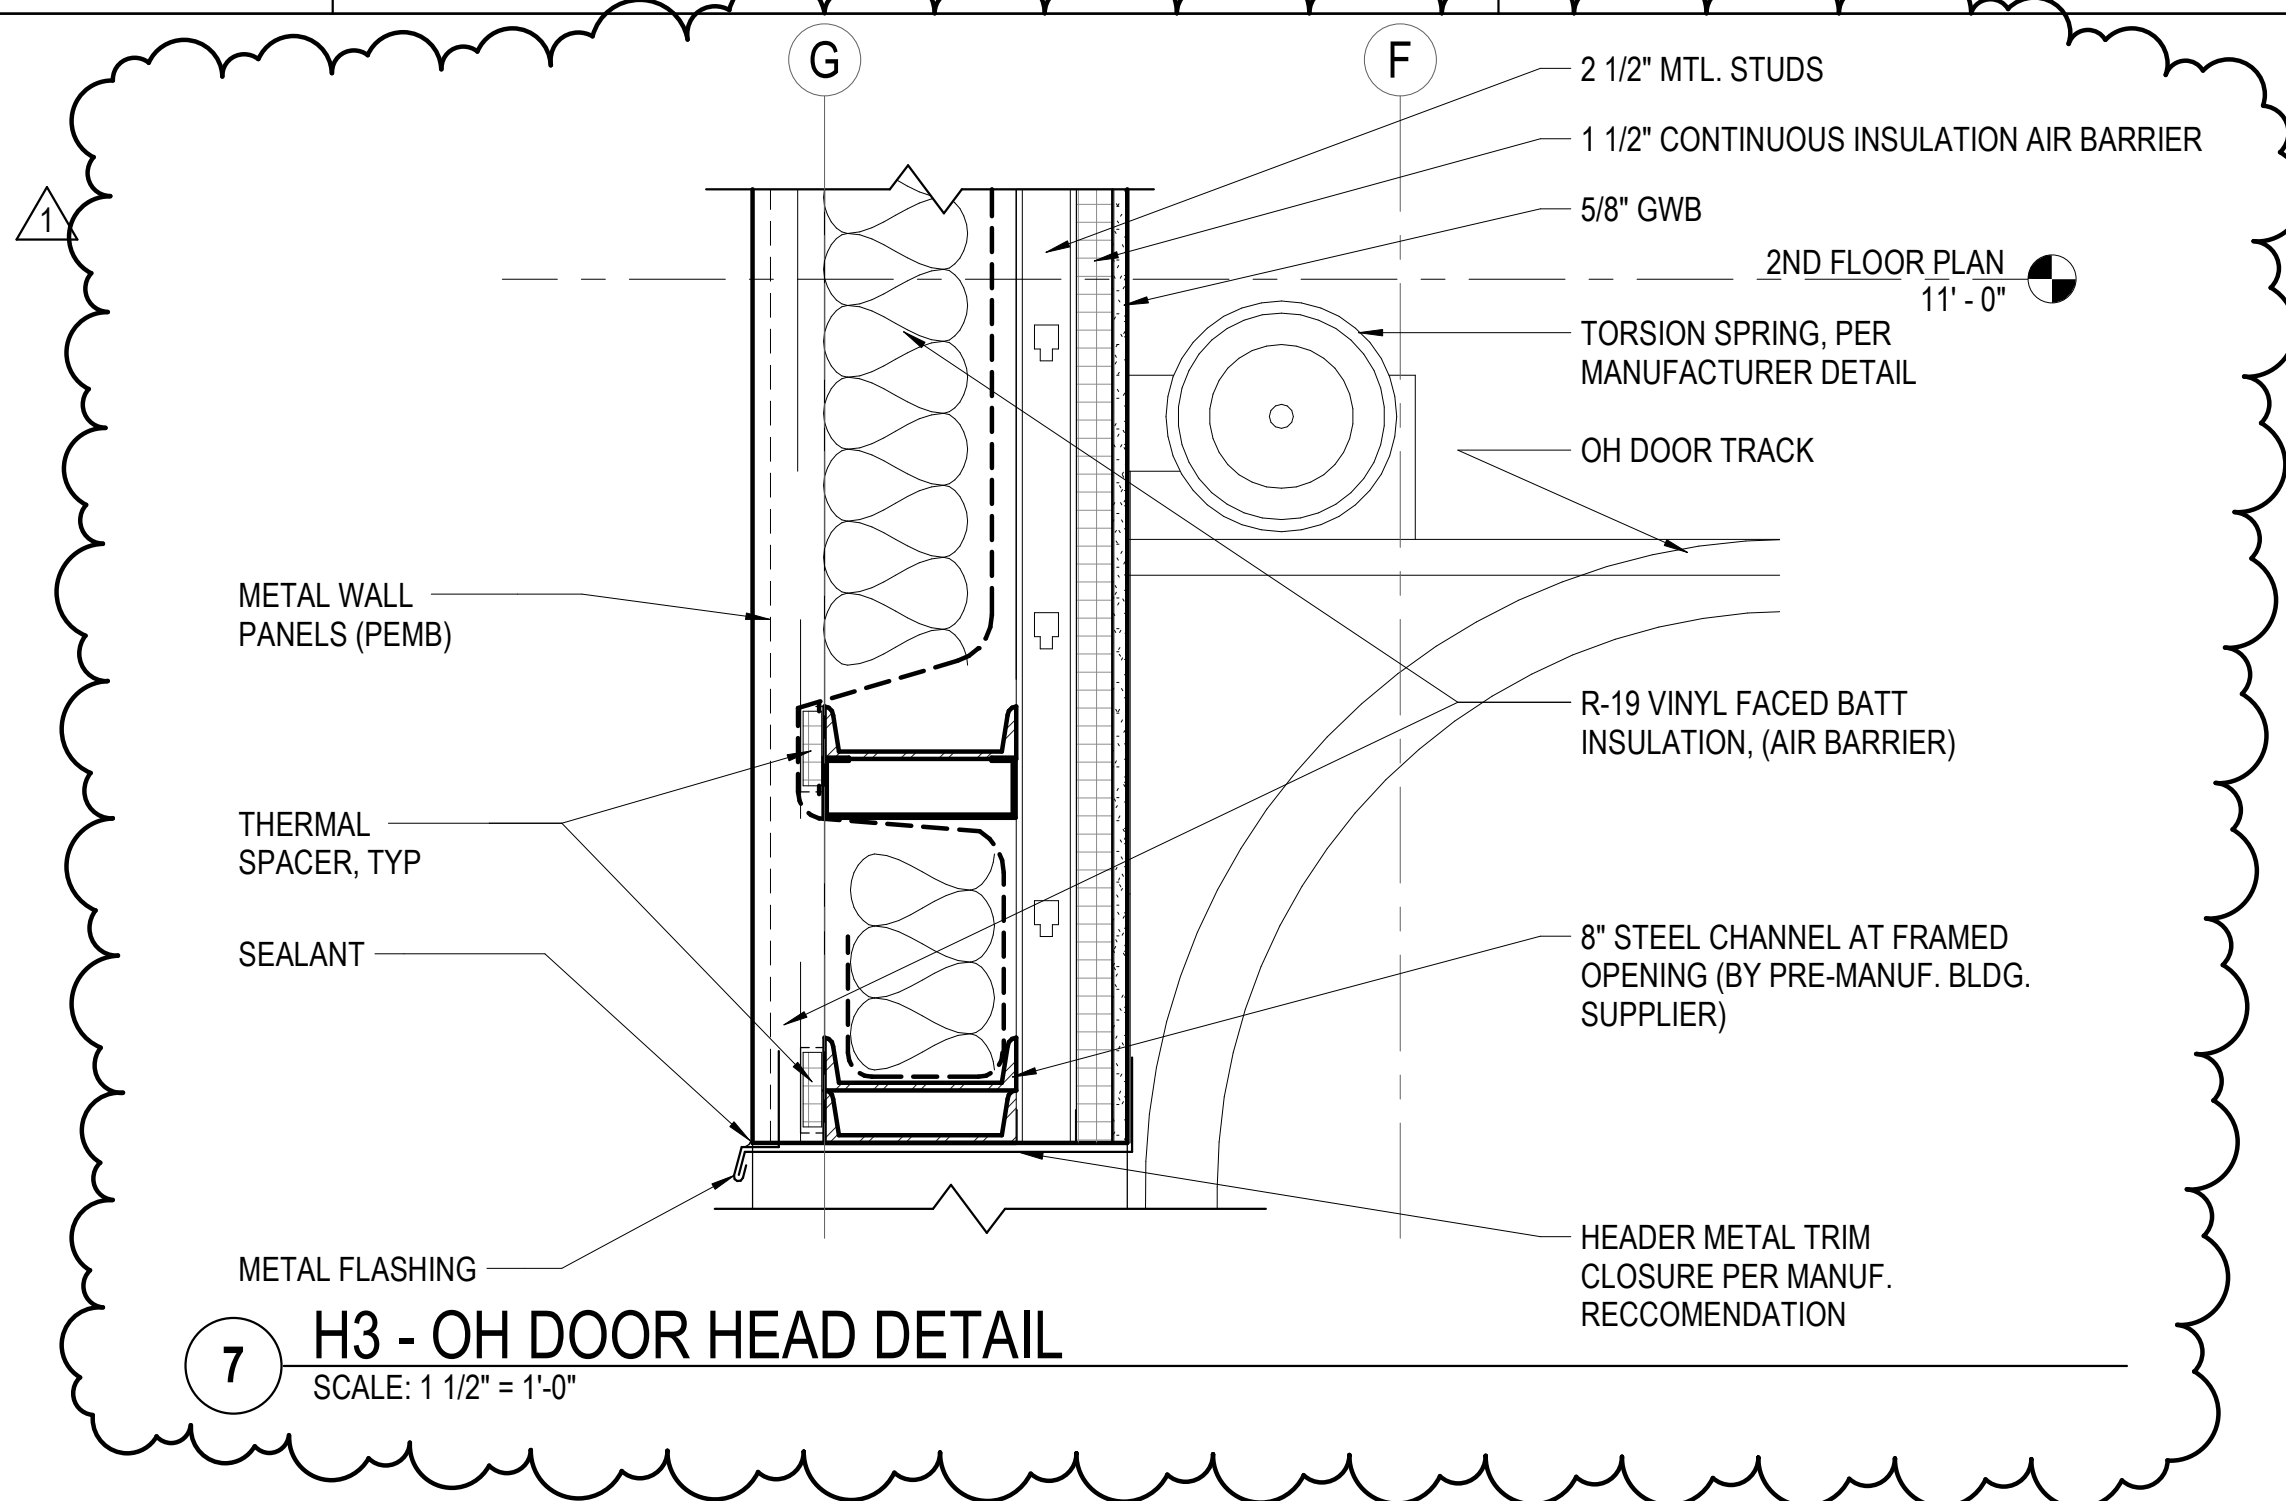 G
F
2 1/2" MTL. STUDS
1 1/2" CONTINUOUS INSULATION AIR BARRIER
5/8" GWB
1
2ND FLOOR PLAN
11' - 0"
TORSION SPRING, PER
MANUFACTURER DETAIL
OH DOOR TRACK
METAL WALL
PANELS (PEMB)
R-19 VINYL FACED BATT
INSULATION, (AIR BARRIER)
THERMAL
SPACER, TYP
SEALANT
8" STEEL CHANNEL AT FRAMED
OPENING (BY PRE-MANUF. BLDG.
SUPPLIER)
METAL FLASHING
HEADER METAL TRIM
CLOSURE PER MANUF.
RECCOMENDATION
7
H3 - OH DOOR HEAD DETAIL
SCALE: 1 1/2" = 1'-0"